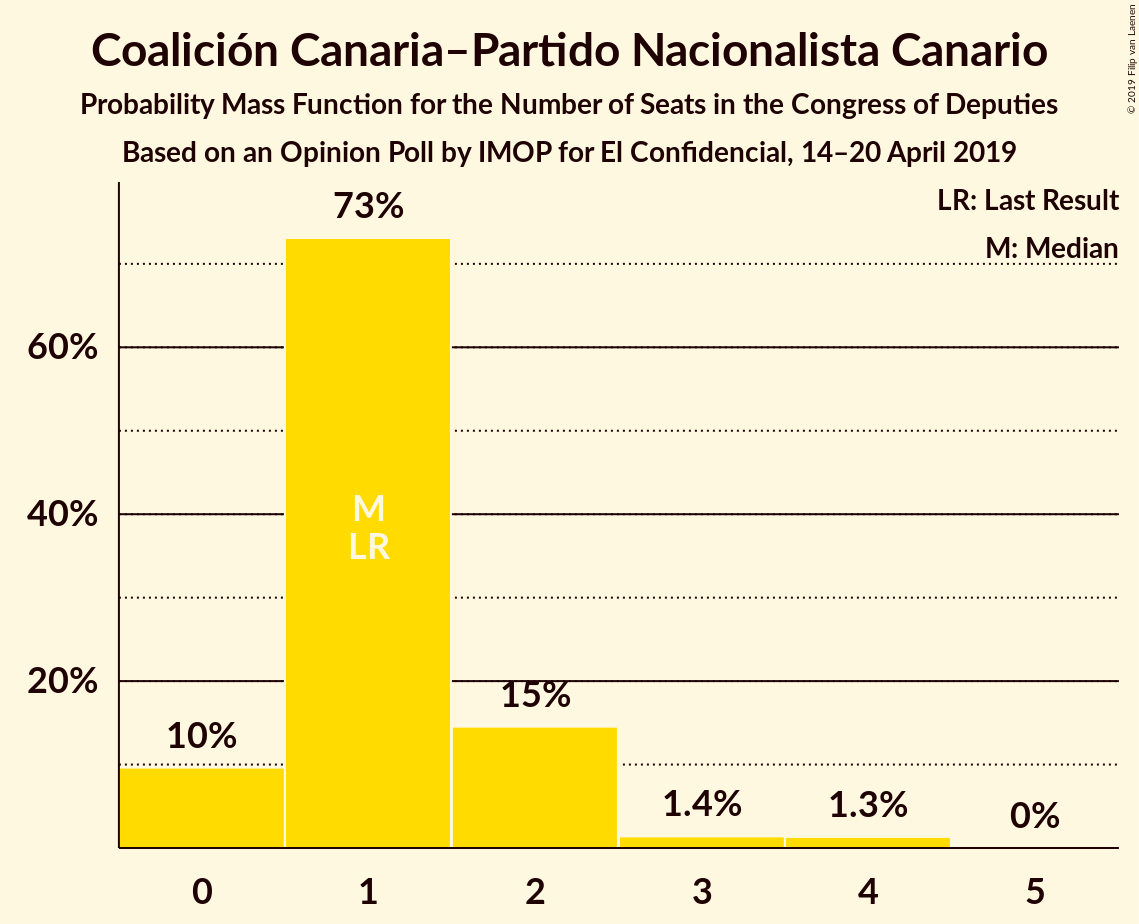 Coalición Canaria–Partido Nacionalista Canario
Probability Mass Function for the Number of Seats in the Congress of Deputies
Based on an Opinion Poll by IMOP for El Confidencial, 14–20 April 2019
© 2019 Filip van Laenen
LR: Last Result
M: Median
73%
60%
40%
M
LR
20%
15%
10%
1.4%
1.3%
0%
0 1 2 3 4 5